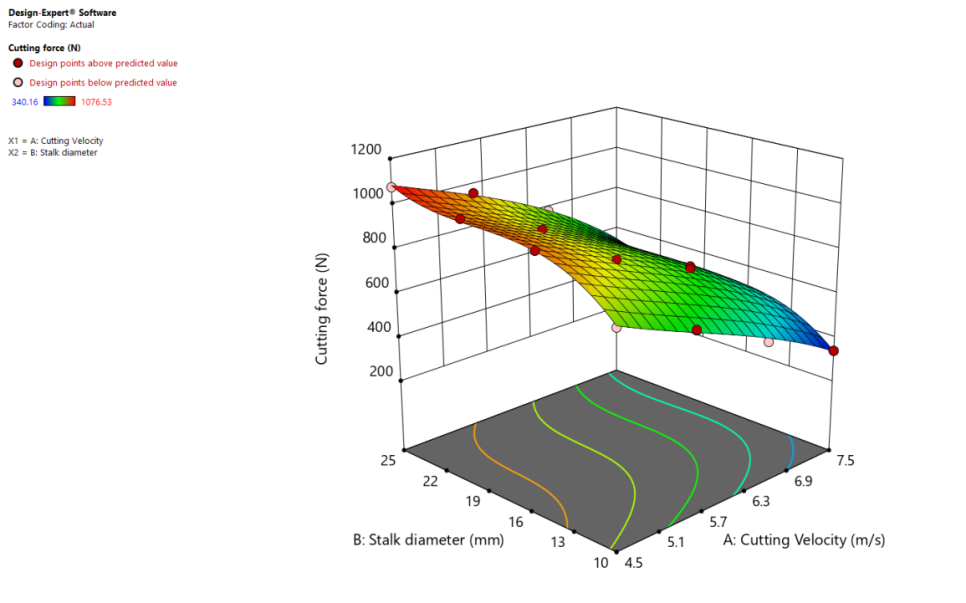 Design-Expert® Software
Factor Coding: Actual
Cutting force (N)
Design points above predicted value
Design points below predicted value
340.16 1076.53
X1 = A: Cutting Velocity
X2 = B: Stalk diameter
1200
1000
800
600
400
200
Cutting force (N)
25
22
19
16
13
10
B: Stalk diameter (mm)
4.5
5.1
5.7
6.3
6.9
7.5
A: Cutting Velocity (m/s)